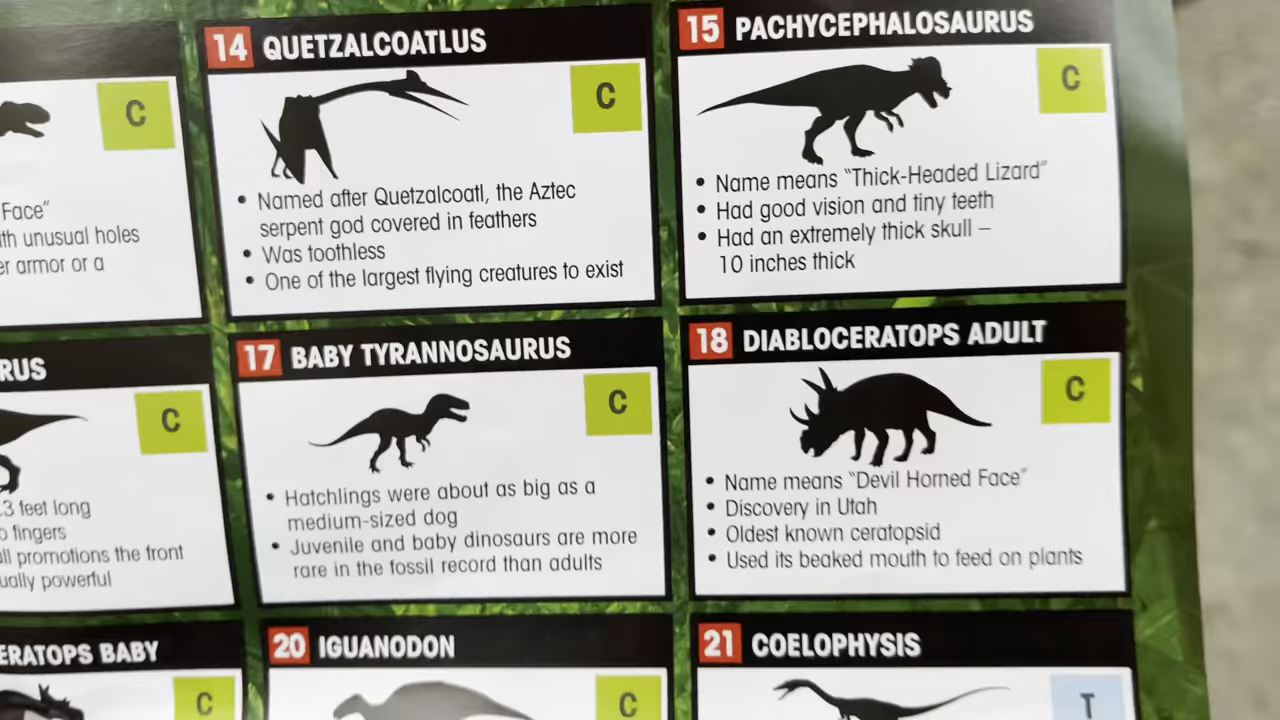 14 QUETZALCOATLUS
C
• Named after Quetzalcoatl, the Aztec
serpent god covered in feathers
• Was toothless
• One of the largest flying creatures to exist
15 PACHYCEPHALOSAURUS
C
• Name means “Thick-Headed Lizard”
• Had good vision and tiny teeth
• Had an extremely thick skull –
10 inches thick
C
Face”
unusual holes
armor or a
RUS
C
3 feet long
fingers
promotions the front
powerful
17 BABY TYRANNOSAURUS
C
• Hatchlings were about as big as a
medium-sized dog
• Juvenile and baby dinosaurs are more
rare in the fossil record than adults
18 DIABLOCERATOPS ADULT
C
• Name means “Devil Horned Face”
• Discovery in Utah
• Oldest known ceratopsid
• Used its beaked mouth to feed on plants
ERATOPS BABY
C
20 IGUANODON
C
21 COELOPHYSIS
T